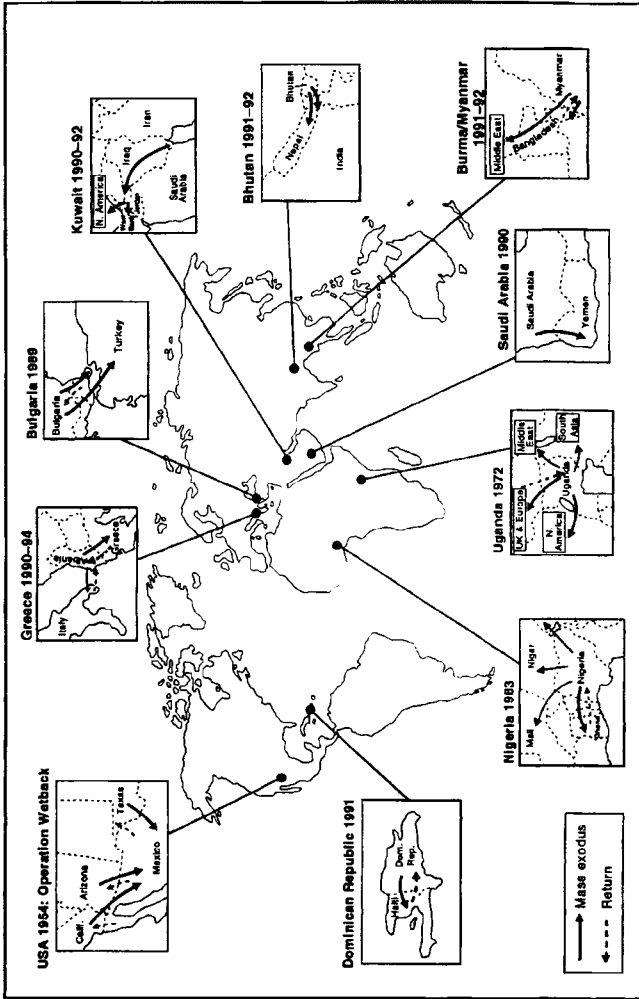 USA 1954: Operation Wetback
Calif.
Arizona
Texas
Mexico
Greece 1990–94
Italy
Albania
Greece
Bulgaria 1989
Bulgaria
Turkey
Kuwait 1990–92
N. America
Iraq
Iran
Jordan
Saudi
Arabia
Bhutan 1991–92
Bhutan
Nepal
India
Burma/Myanmar
1991–92
Middle East
Bangladesh
Myanmar
Dominican Republic 1991
Haiti
Dom.
Rep.
Nigeria 1983
Mali
Niger
Nigeria
Ghana
Uganda 1972
UK & Europe
Middle
East
N.
America
Uganda
South
Asia
Saudi Arabia 1990
Saudi Arabia
Yemen
Mass exodus
Return